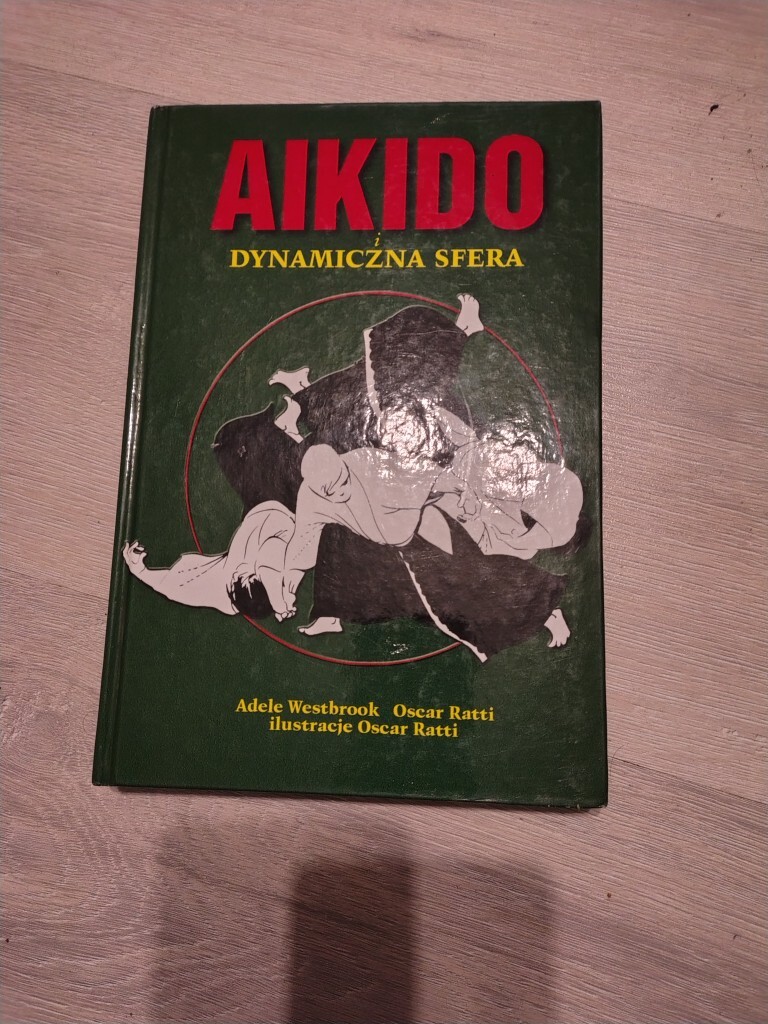 AIKIDO
i
DYNAMICZNA SFERA
Adele Westbrook Oscar Ratti
ilustracje Oscar Ratti